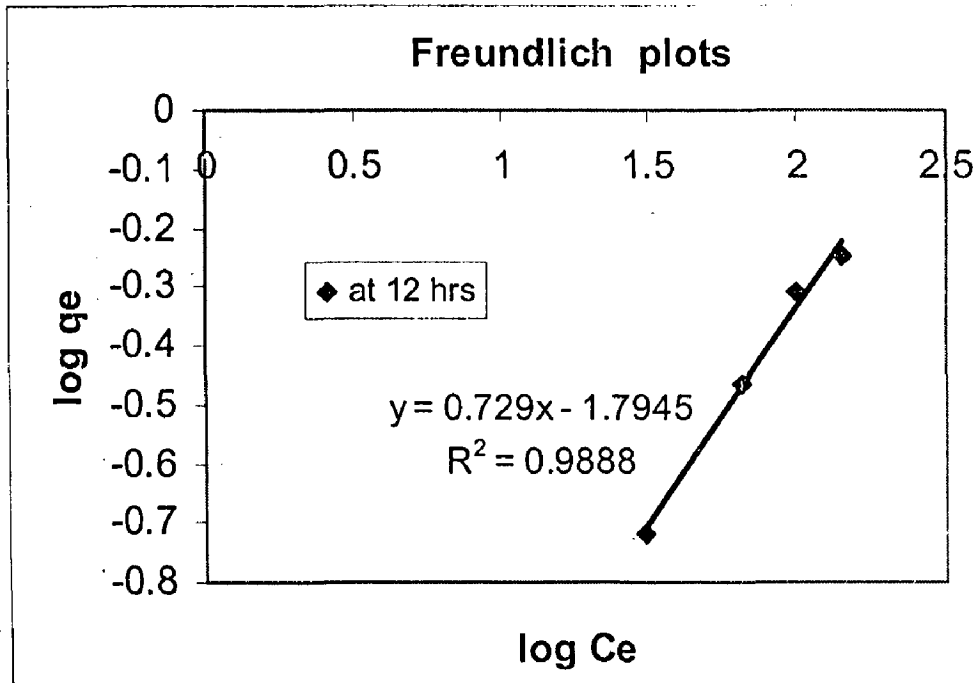 Freundlich plots
0
0 0.5 1 1.5 2 2.5
-0.1
-0.2
-0.3
-0.4
-0.5
-0.6
-0.7
-0.8
log qe
at 12 hrs
y = 0.729x - 1.7945
R² = 0.9888
log Ce